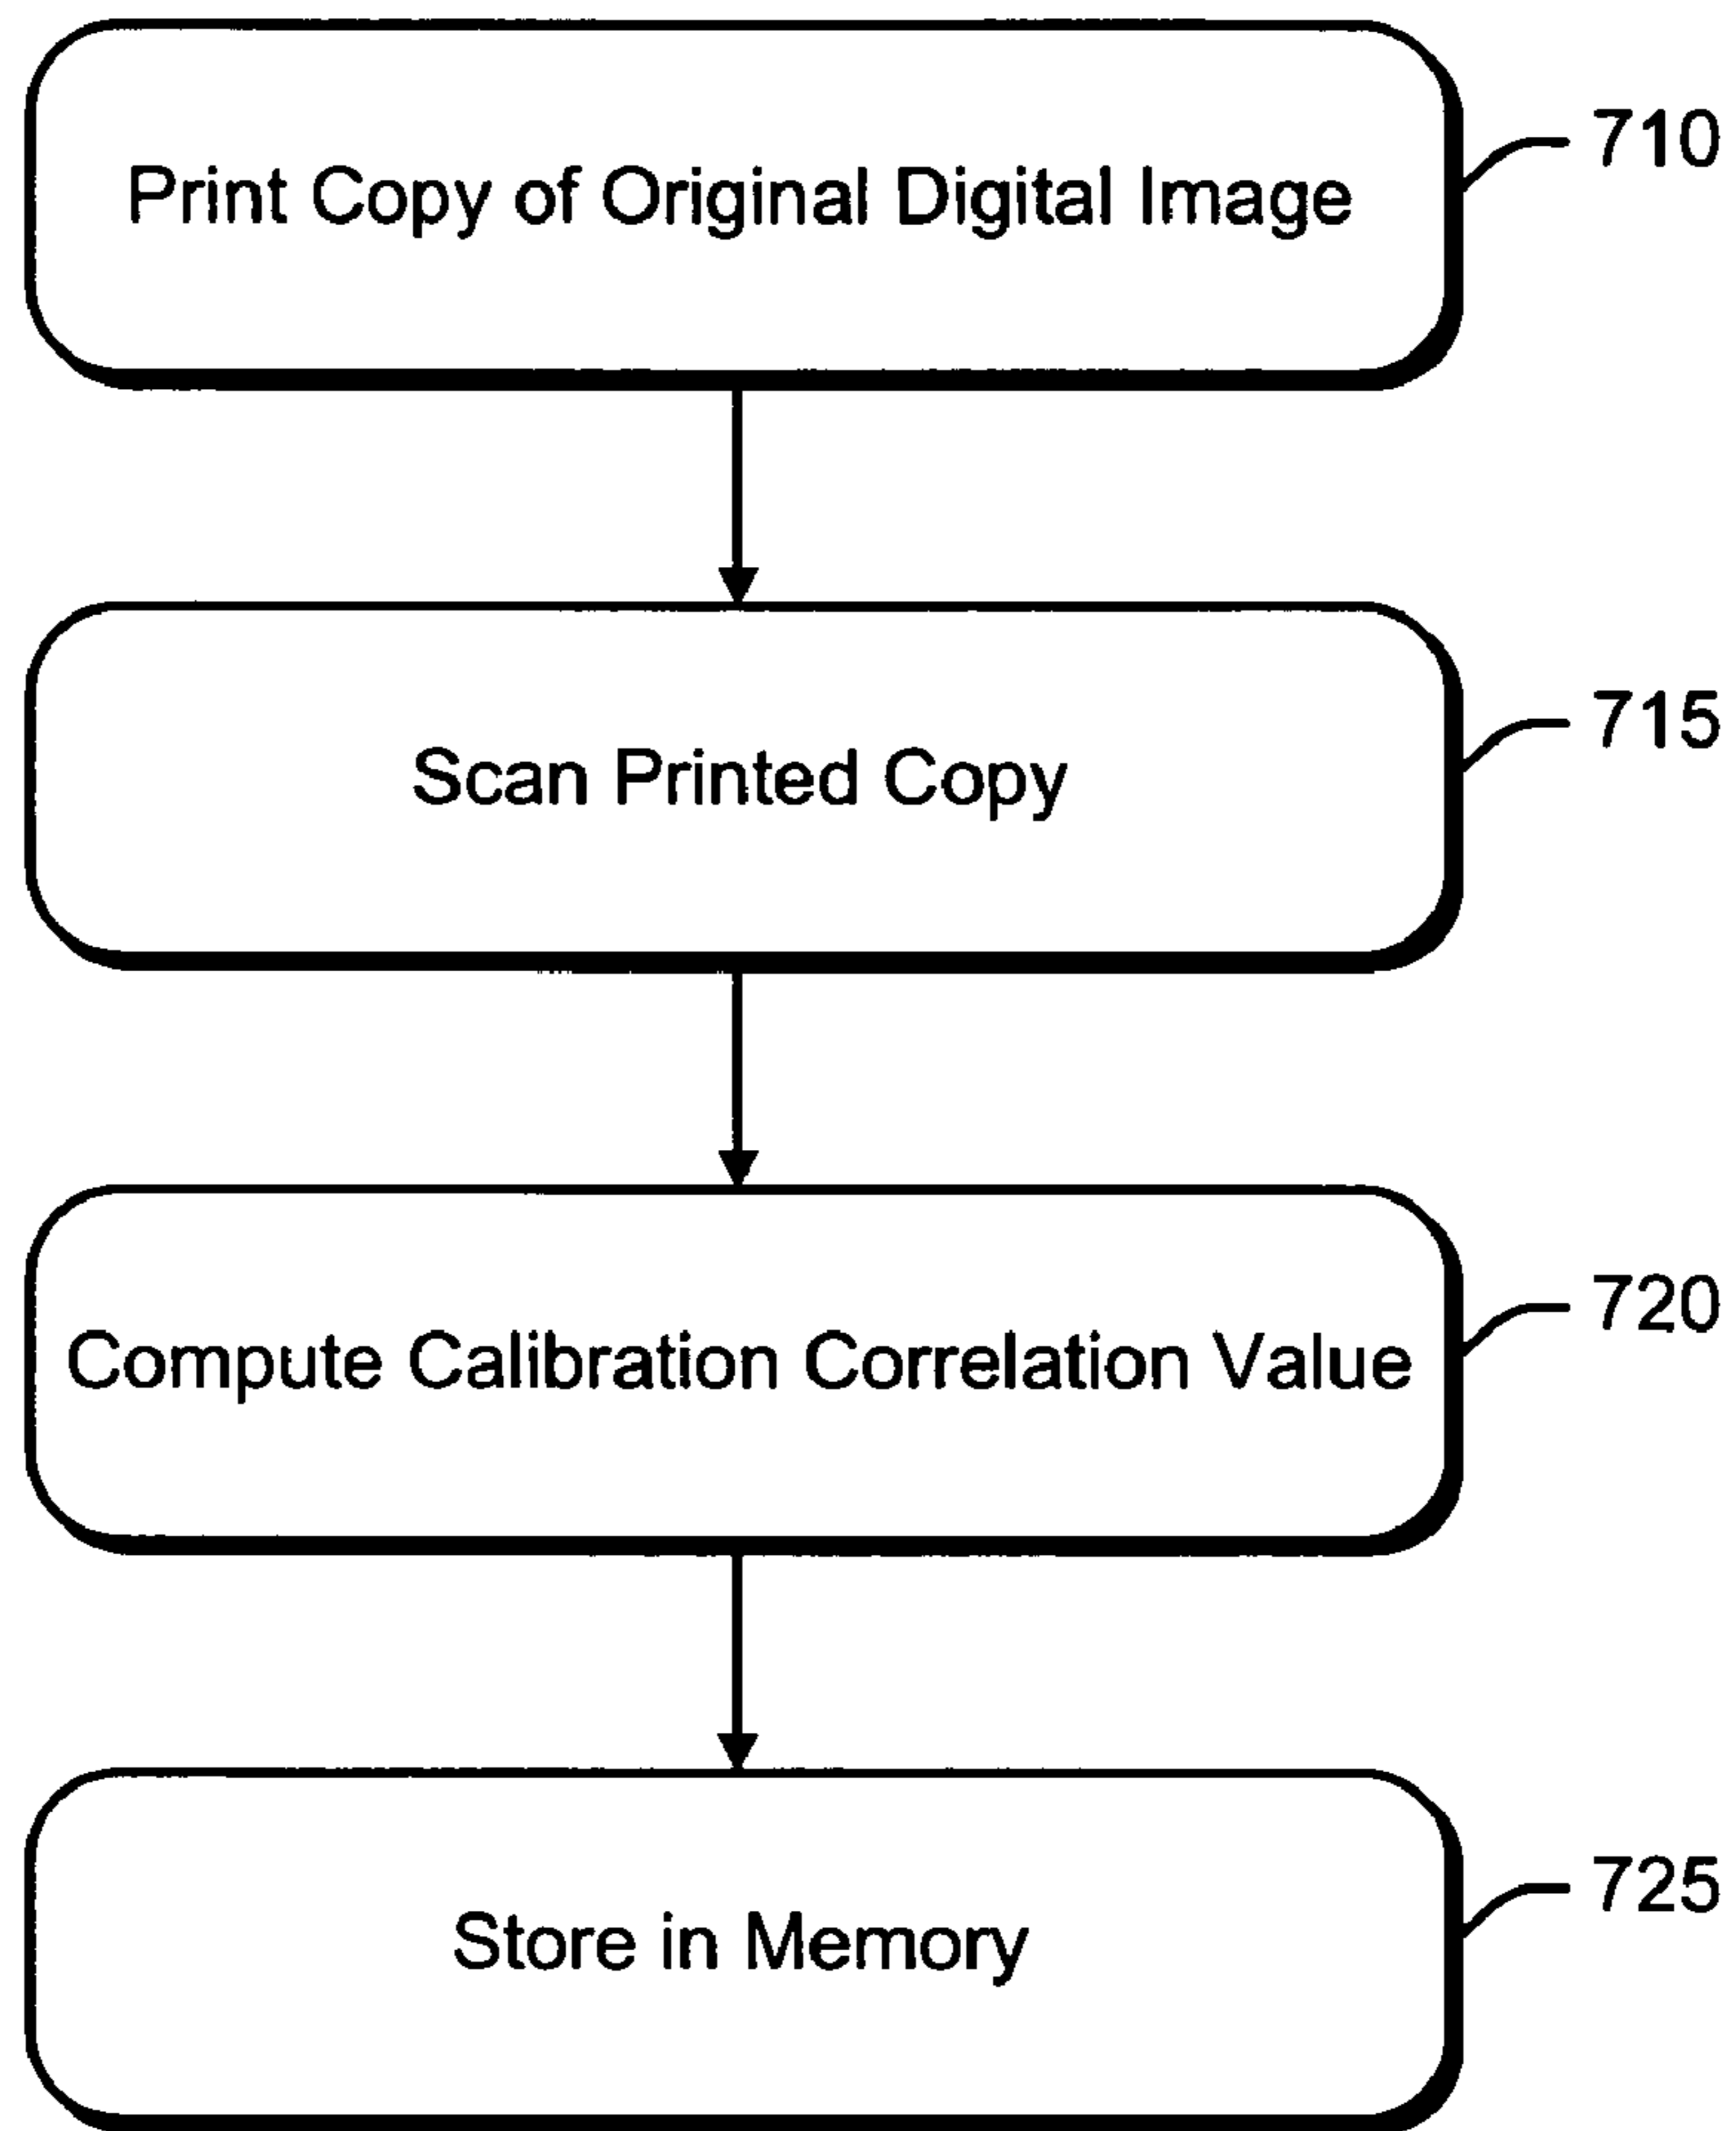 Print Copy of Original Digital Image
710
Scan Printed Copy
715
Compute Calibration Correlation Value
720
Store in Memory
725